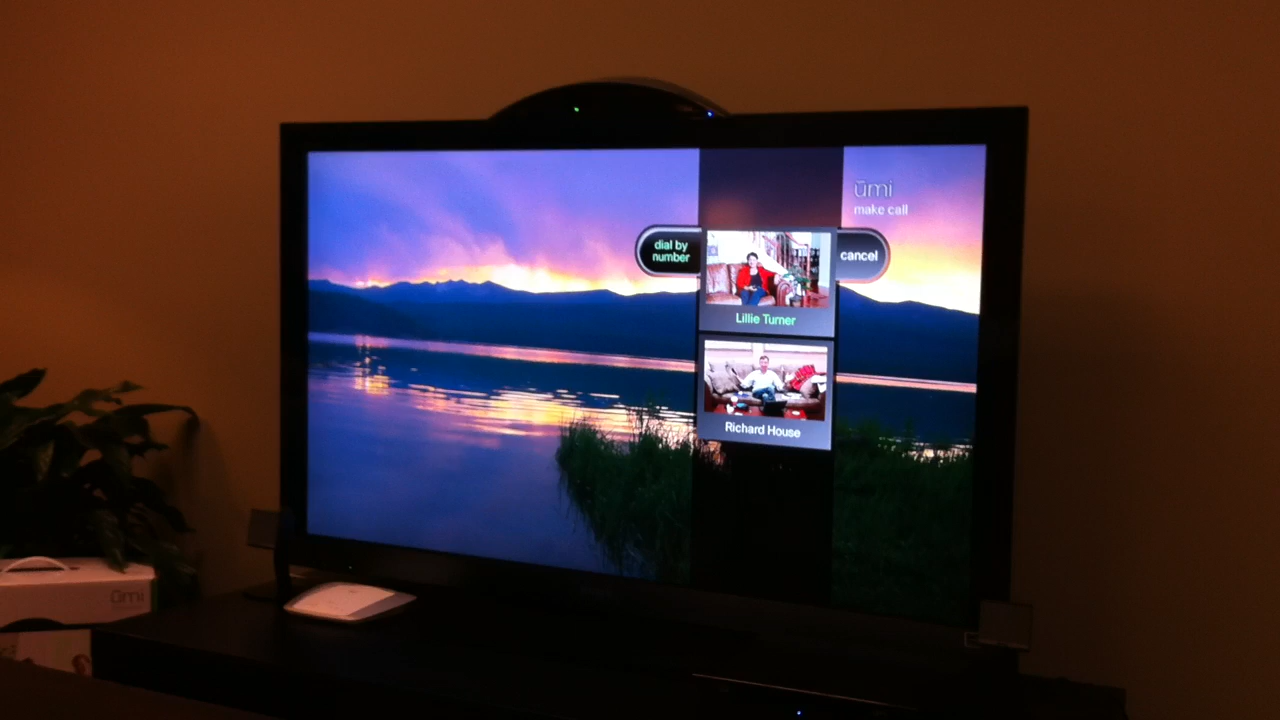 ūmi
make call
dial by
number
cancel
Lillie Turner
Richard House
ūmi